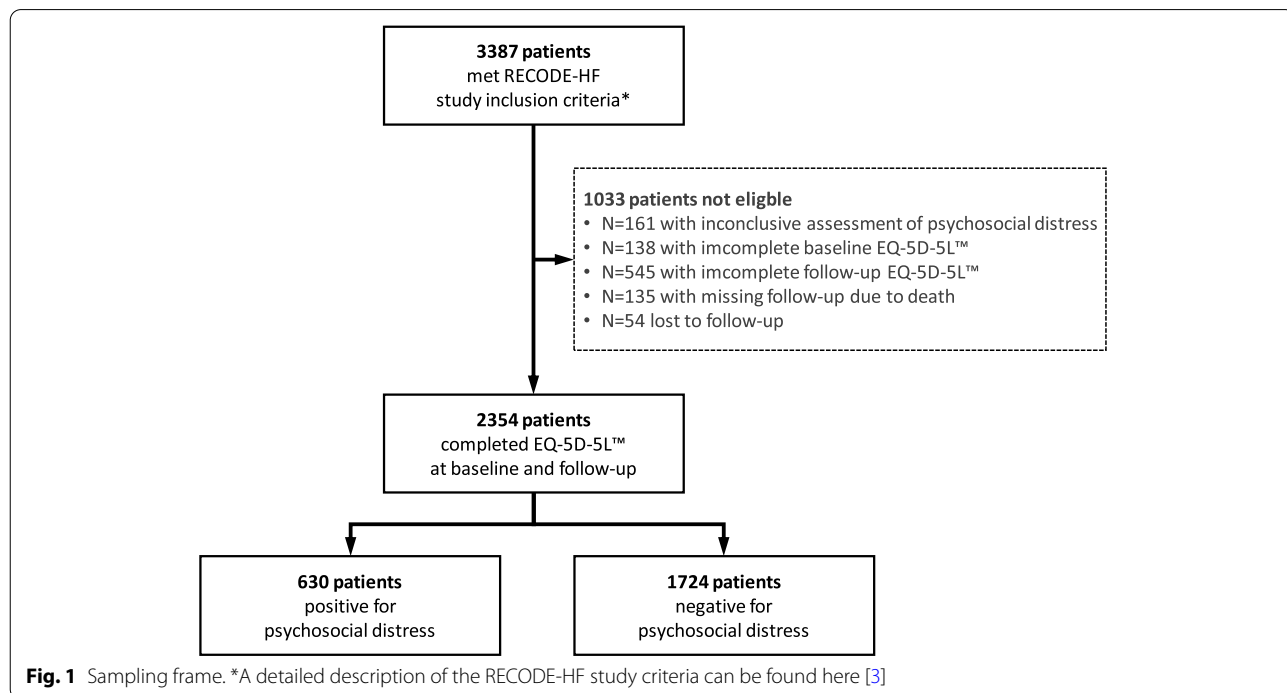 3387 patients
met RECODE-HF
study inclusion criteria*
1033 patients not eligble
• N=161 with inconclusive assessment of psychosocial distress
• N=138 with imcomplete baseline EQ-5D-5L™
• N=545 with imcomplete follow-up EQ-5D-5L™
• N=135 with missing follow-up due to death
• N=54 lost to follow-up
2354 patients
completed EQ-5D-5L™
at baseline and follow-up
630 patients
positive for
psychosocial distress
1724 patients
negative for
psychosocial distress
Fig. 1 Sampling frame. *A detailed description of the RECODE-HF study criteria can be found here [3]